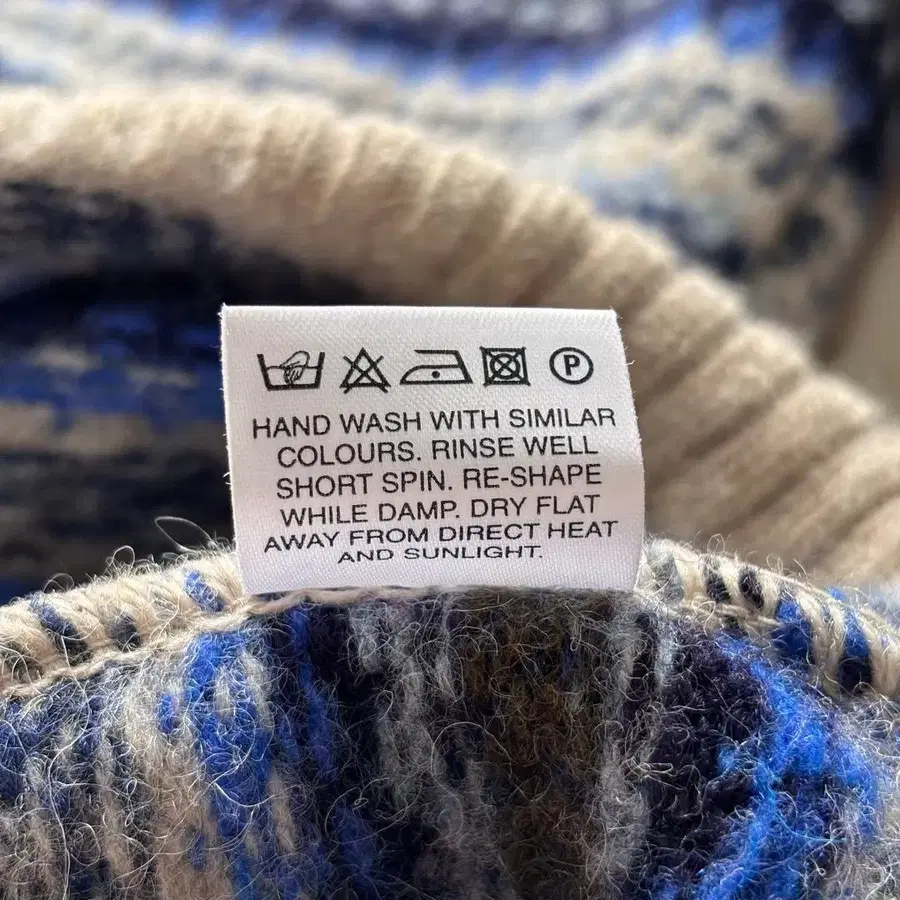 P
HAND WASH WITH SIMILAR
COLOURS. RINSE WELL
SHORT SPIN. RE-SHAPE
WHILE DAMP. DRY FLAT
AWAY FROM DIRECT HEAT
AND SUNLIGHT.